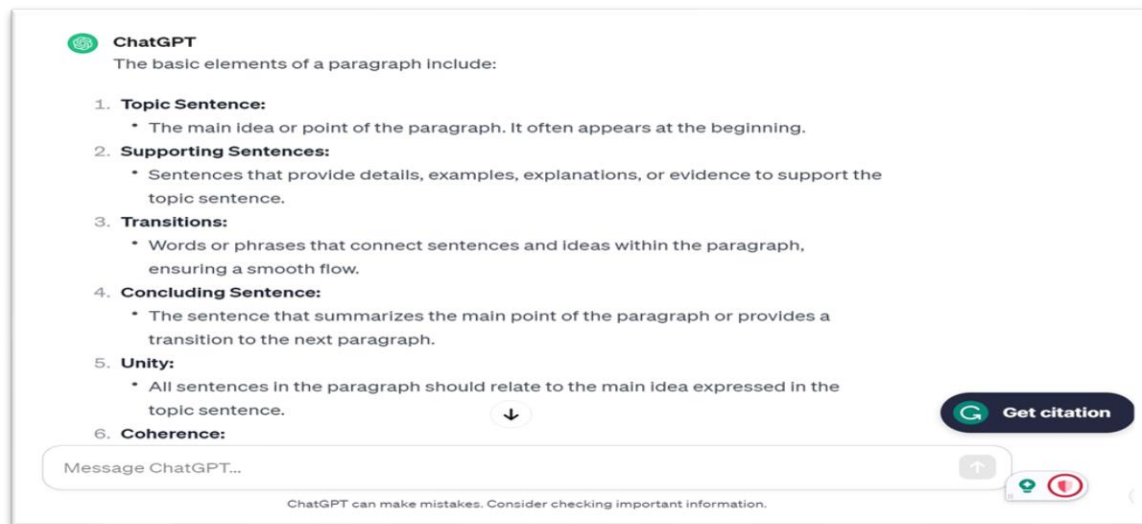 ChatGPT
The basic elements of a paragraph include:
1. Topic Sentence:
• The main idea or point of the paragraph. It often appears at the beginning.
2. Supporting Sentences:
• Sentences that provide details, examples, explanations, or evidence to support the
topic sentence.
3. Transitions:
• Words or phrases that connect sentences and ideas within the paragraph,
ensuring a smooth flow.
4. Concluding Sentence:
• The sentence that summarizes the main point of the paragraph or provides a
transition to the next paragraph.
5. Unity:
• All sentences in the paragraph should relate to the main idea expressed in the
topic sentence.
Get citation
6. Coherence:
Message ChatGPT...
ChatGPT can make mistakes. Consider checking important information.